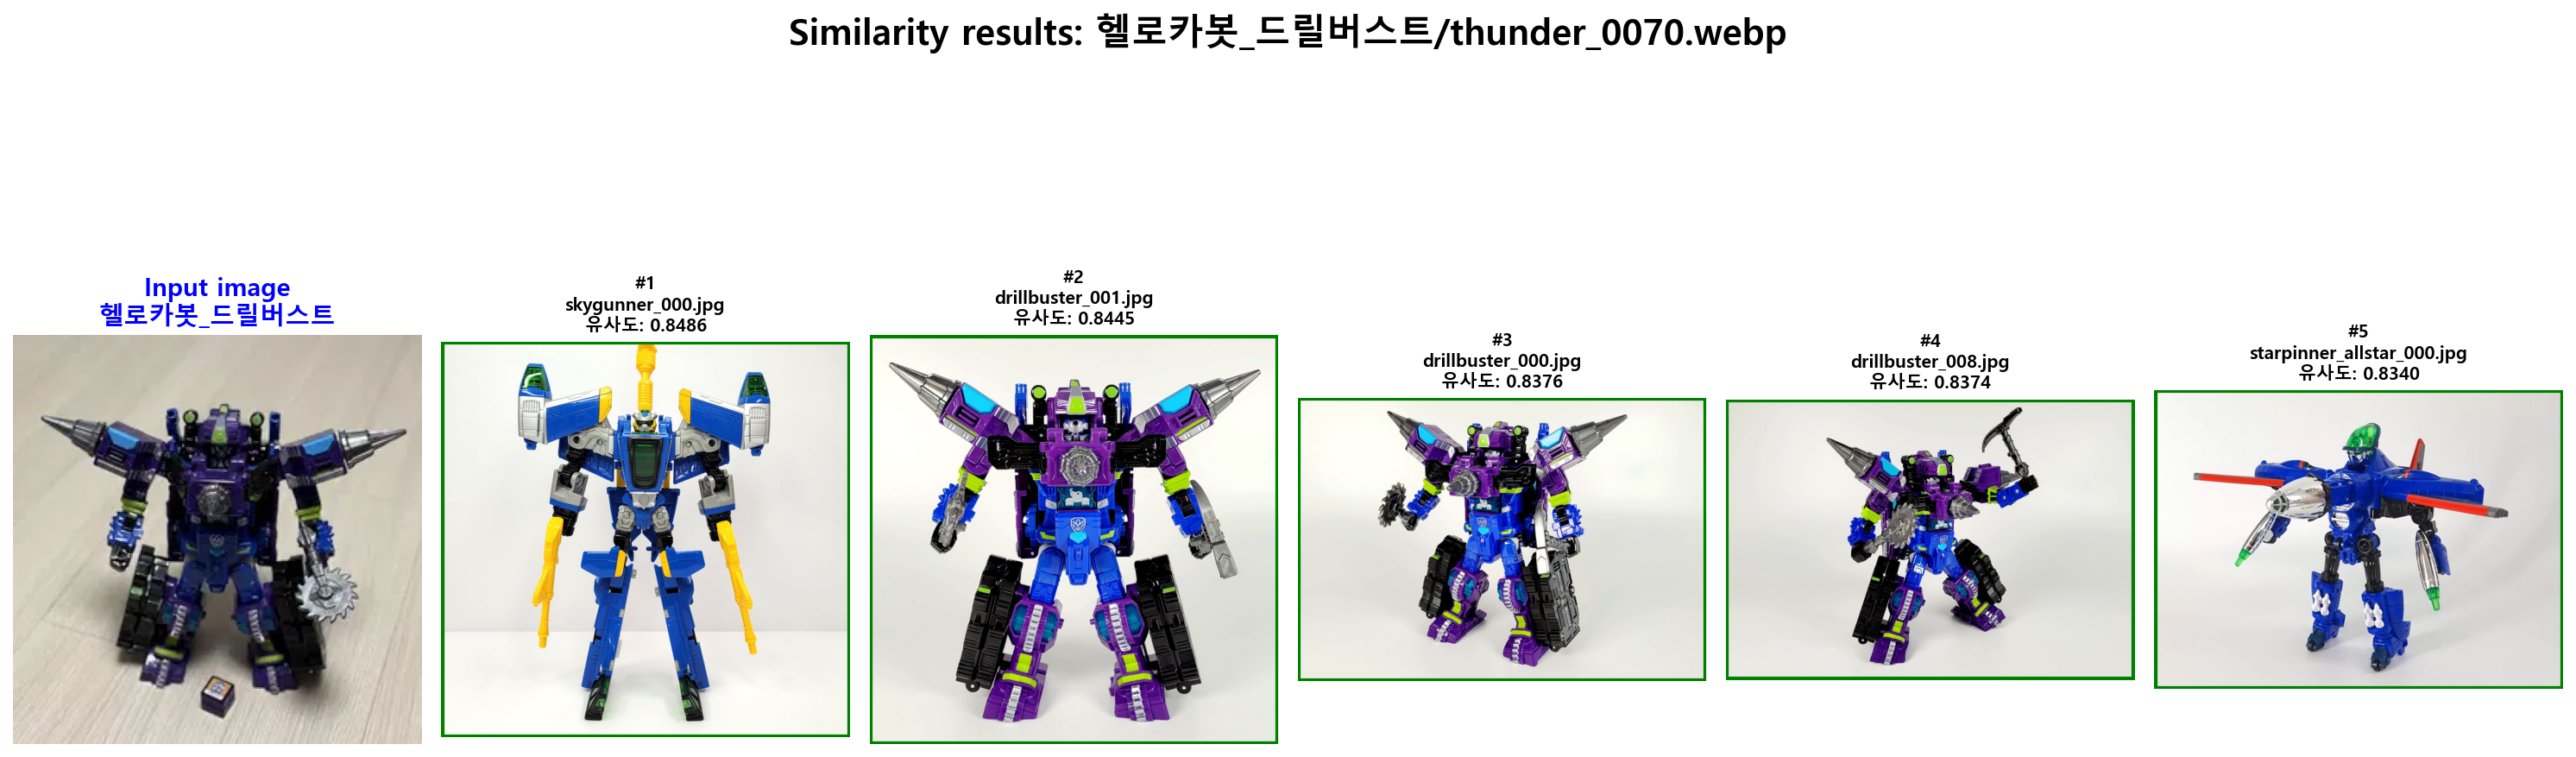 Similarity results: 헬로카봇_드릴버스트/thunder_0070.webp
Input image
헬로카봇_드릴버스트
#1
skygunner_000.jpg
유사도: 0.8486
#2
drillbuster_001.jpg
유사도: 0.8445
#3
drillbuster_000.jpg
유사도: 0.8376
#4
drillbuster_008.jpg
유사도: 0.8374
#5
starpinner_allstar_000.jpg
유사도: 0.8340